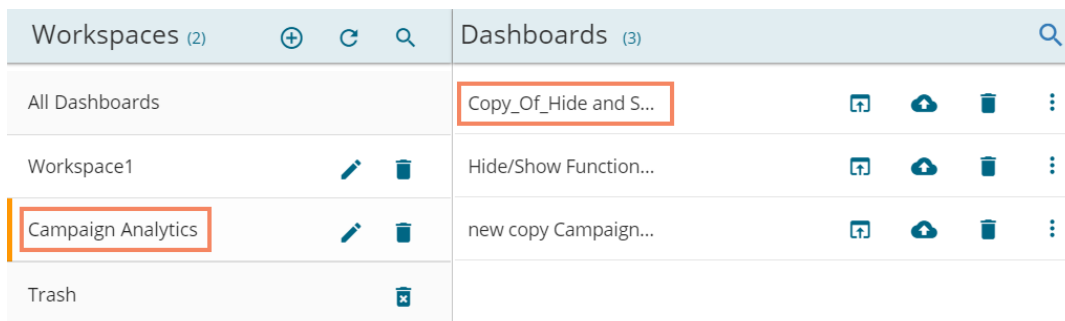 Workspaces (2)
All Dashboards
Workspace1
Campaign Analytics
Trash
Dashboards (3)
Copy_Of_Hide and S...
Hide/Show Function...
new copy Campaign...